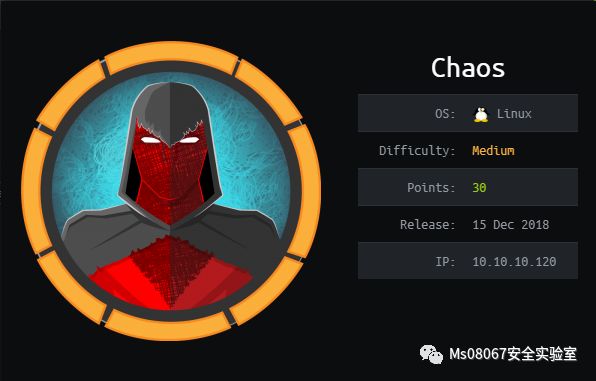 Chaos
OS: Linux
Difficulty: Medium
Points: 30
Release: 15 Dec 2018
IP: 10.10.10.120
Ms08067安全实验室